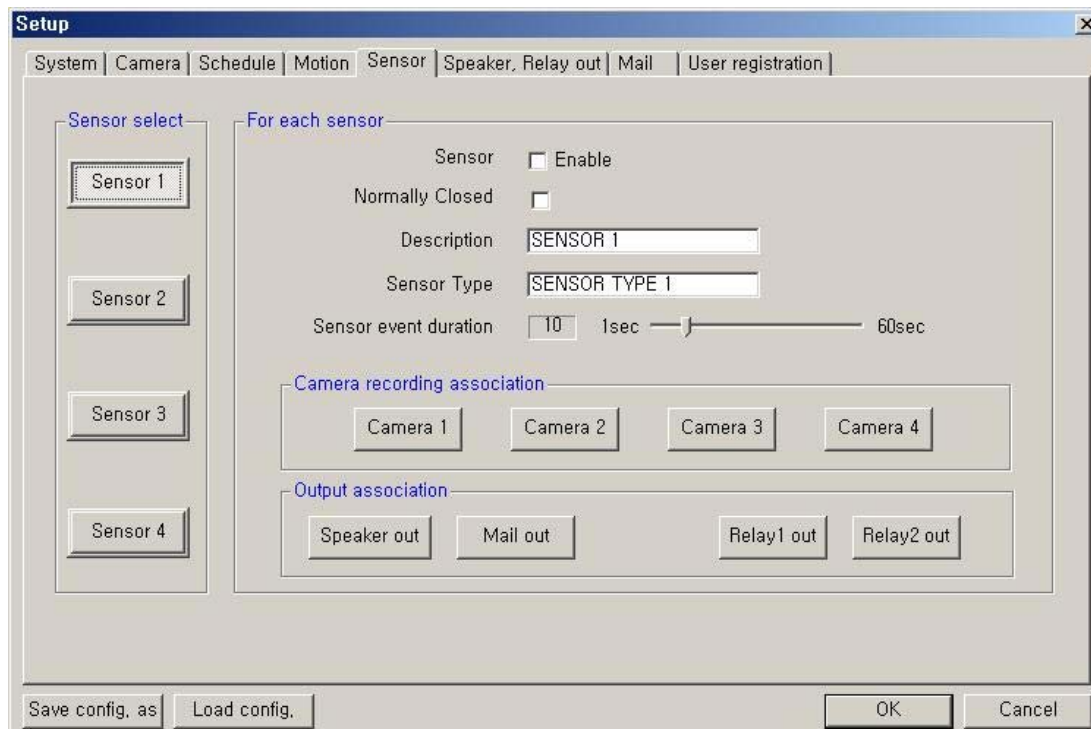 Setup
System Camera Schedule Motion Sensor Speaker, Relay out Mail User registration
Sensor select
Sensor 1
Sensor 2
Sensor 3
Sensor 4
For each sensor
Sensor Enable
Normally Closed
Description SENSOR 1
Sensor Type SENSOR TYPE 1
Sensor event duration 10 1sec 60sec
Camera recording association
Camera 1 Camera 2 Camera 3 Camera 4
Output association
Speaker out Mail out Relay1 out Relay2 out
Save config, as Load config, OK Cancel